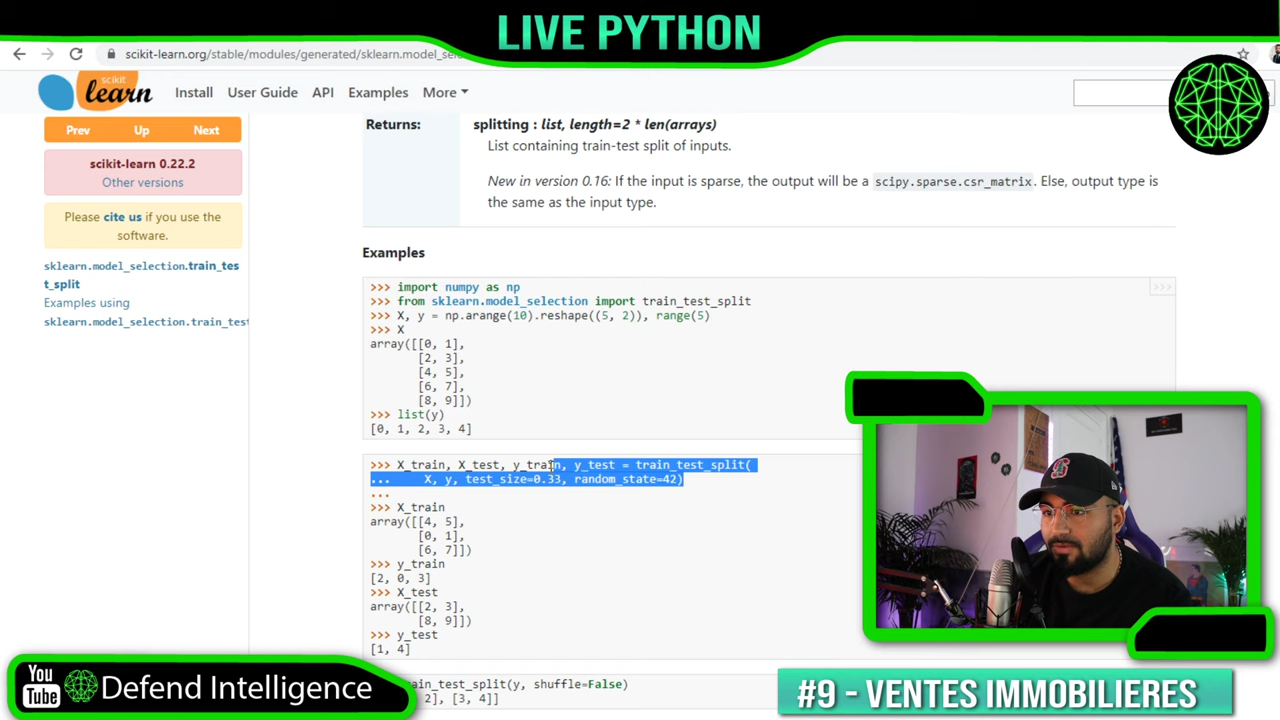 LIVE PYTHON
scikit-learn.org/stable/modules/generated/sklearn.model_se
scikit
learn
Install
User Guide
API
Examples
More
Prev
Up
Next
scikit-learn 0.22.2
Other versions
Please cite us if you use the
software.
sklearn.model_selection.train_tes
t_split
Examples using
sklearn.model_selection.train_test
Returns:
splitting : list, length=2 * len(arrays)
List containing train-test split of inputs.
New in version 0.16: If the input is sparse, the output will be a scipy.sparse.csr_matrix. Else, output type is
the same as the input type.
Examples
>>>
>>> import numpy as np
>>> from sklearn.model_selection import train_test_split
>>> X, y = np.arange(10).reshape((5, 2)), range(5)
>>> X
array([[0, 1],
[2, 3],
[4, 5],
[6, 7],
[8, 9]])
>>> list(y)
[0, 1, 2, 3, 4]
>>> X_train, X_test, y_train, y_test = train_test_split(
... X, y, test_size=0.33, random_state=42)
...
>>> X_train
array([[4, 5],
[0, 1],
[6, 7]])
>>> y_train
[2, 0, 3]
>>> X_test
array([[2, 3],
[8, 9]])
>>> y_test
[1, 4]
train_test_split(y, shuffle=False)
2], [3, 4]]
You
Tube
Defend Intelligence
#9 - VENTES IMMOBILIERES